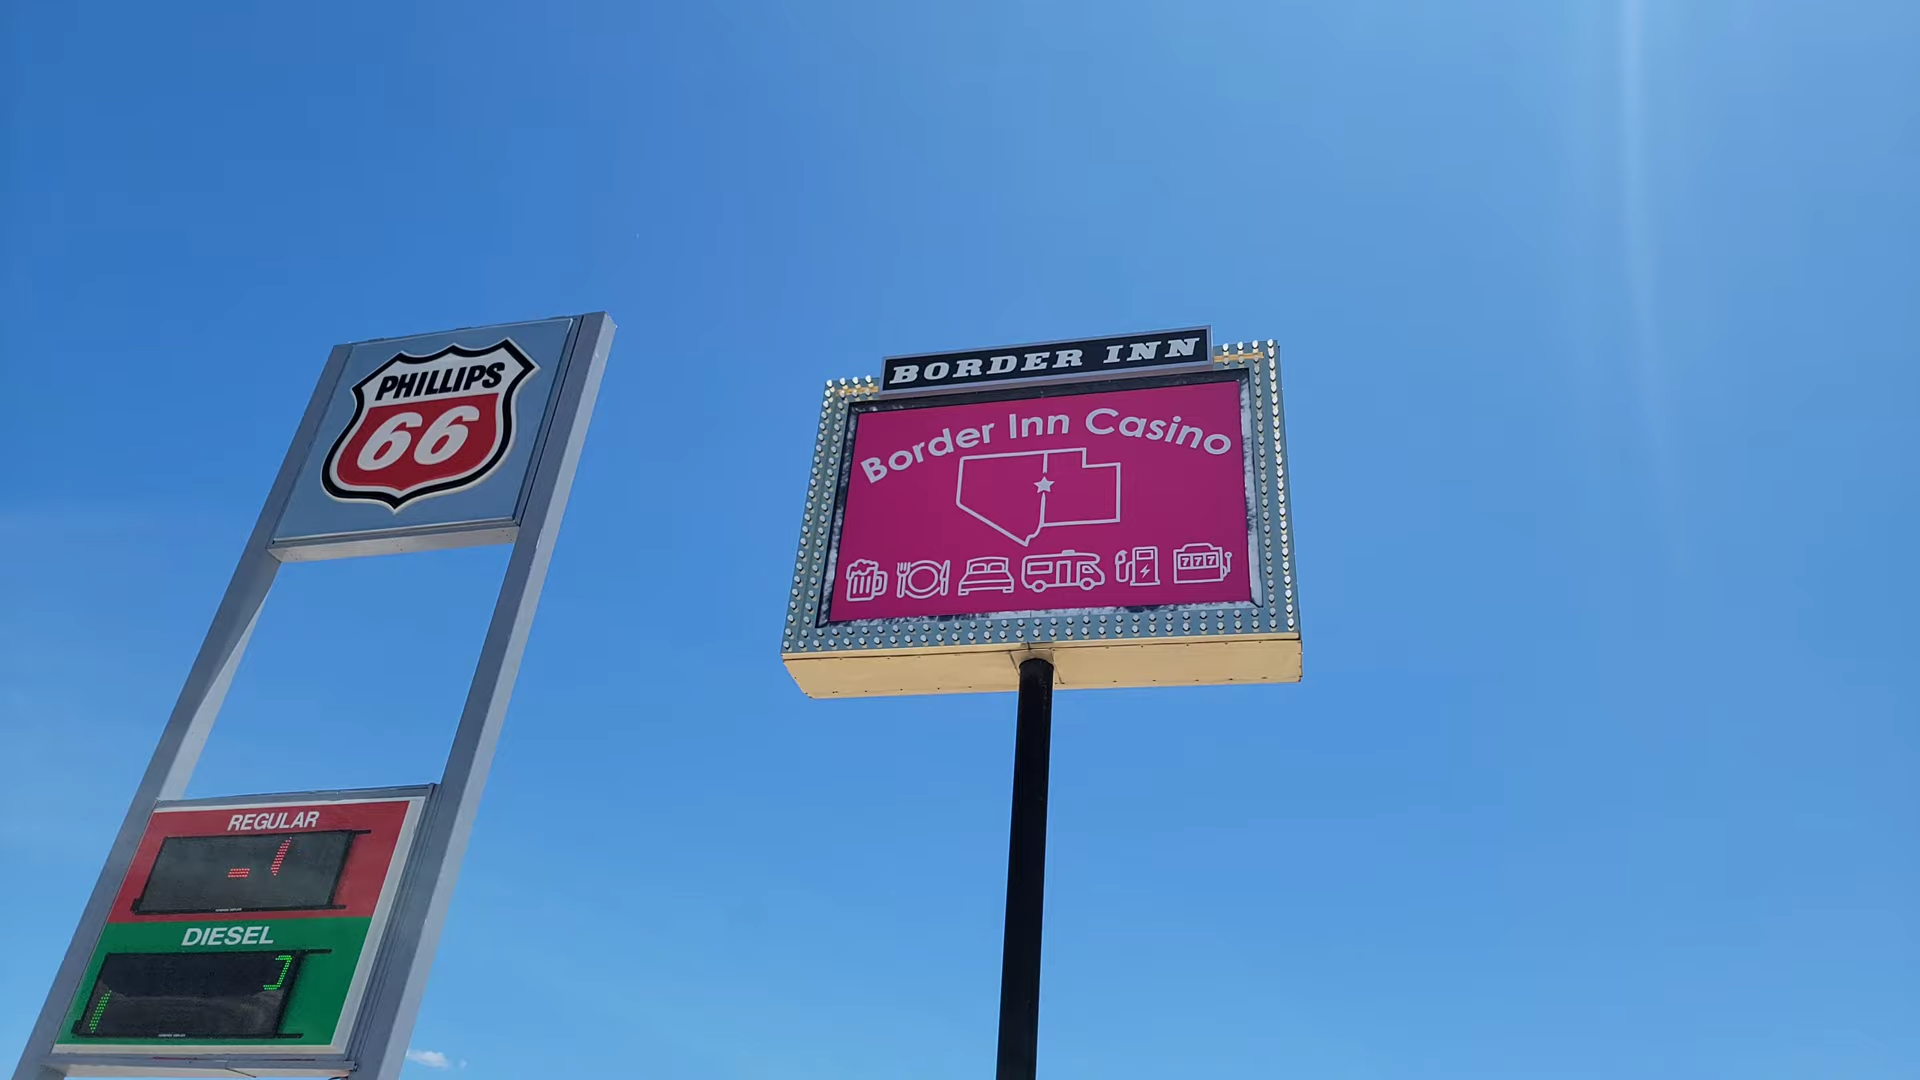 PHILLIPS
66
REGULAR
DIESEL
BORDER INN
Border Inn Casino
777